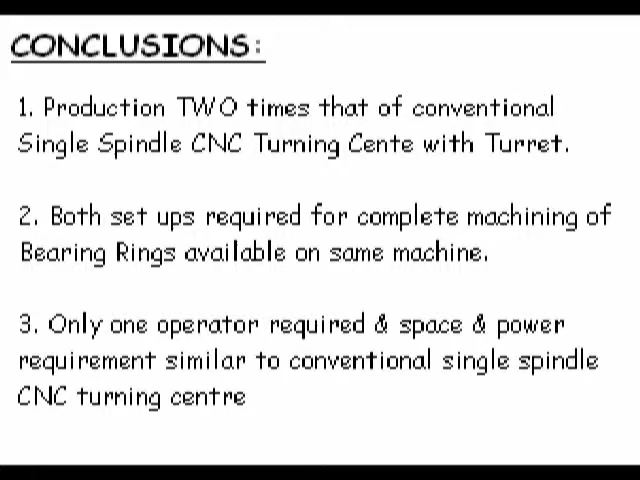 CONCLUSIONS:
1. Production TWO times that of conventional
Single Spindle CNC Turning Cente with Turret.
2. Both set ups required for complete machining of
Bearing Rings available on same machine.
3. Only one operator required & space & power
requirement similar to conventional single spindle
CNC turning centre